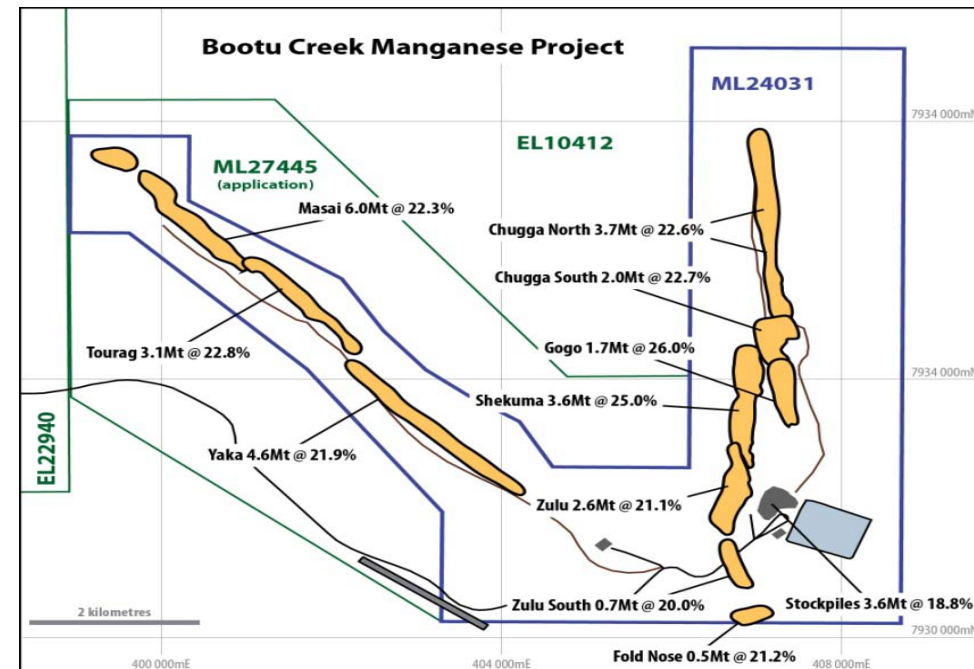 Bootu Creek Manganese Project
ML24031
7934 000mN
EL10412
ML27445
(application)
Masai 6.0Mt @ 22.3%
Chugga North 3.7Mt @ 22.6%
Chugga South 2.0Mt @ 22.7%
Tourag 3.1Mt @ 22.8%
Gogo 1.7Mt @ 26.0%
7934 000mN
Shekuma 3.6Mt @ 25.0%
EL22940
Yaka 4.6Mt @ 21.9%
Zulu 2.6Mt @ 21.1%
2 kilometres
Zulu South 0.7Mt @ 20.0%
Stockpiles 3.6Mt @ 18.8%
7930 000mN
Fold Nose 0.5Mt @ 21.2%
400 000mE
404 000mE
408 000mE